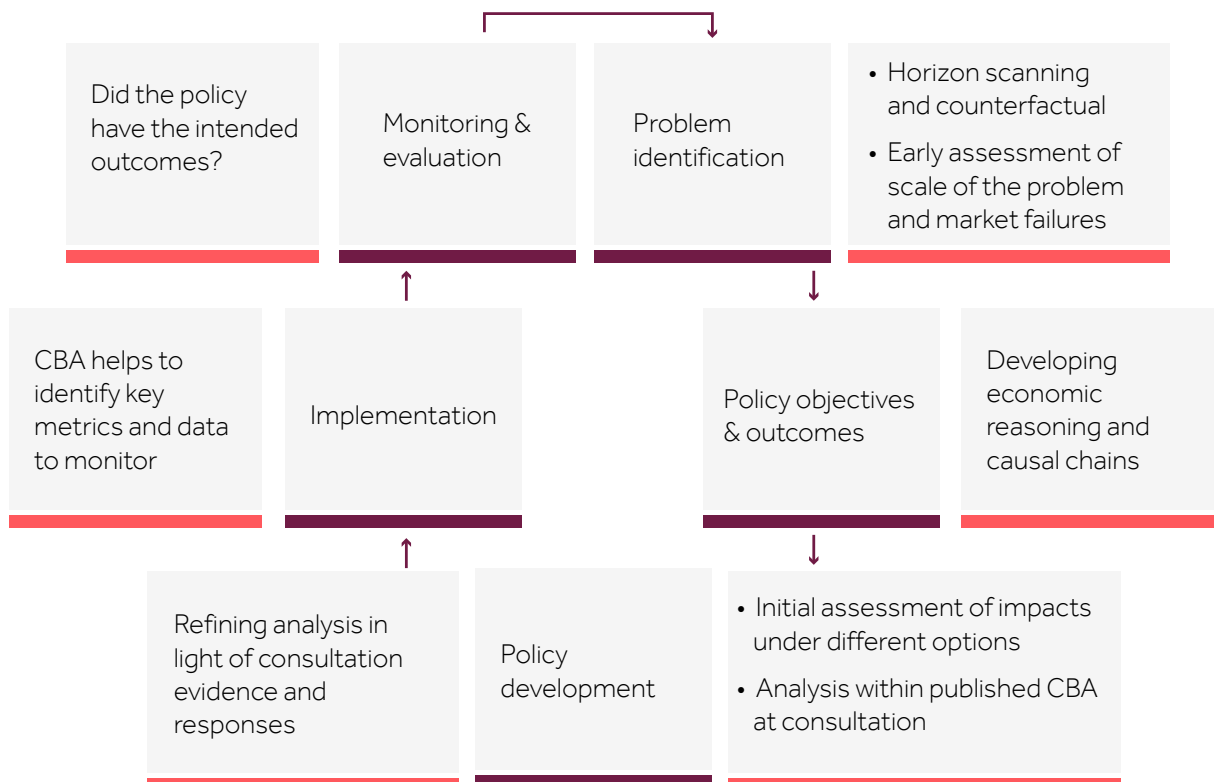 Did the policy
have the intended
outcomes?
Monitoring &
evaluation
Problem
identification
• Horizon scanning
and counterfactual
• Early assessment of
scale of the problem
and market failures
CBA helps to
identify key
metrics and data
to monitor
Implementation
Policy objectives
& outcomes
Developing
economic
reasoning and
causal chains
Refining analysis in
light of consultation
evidence and
responses
Policy
development
• Initial assessment of impacts
under different options
• Analysis within published CBA
at consultation